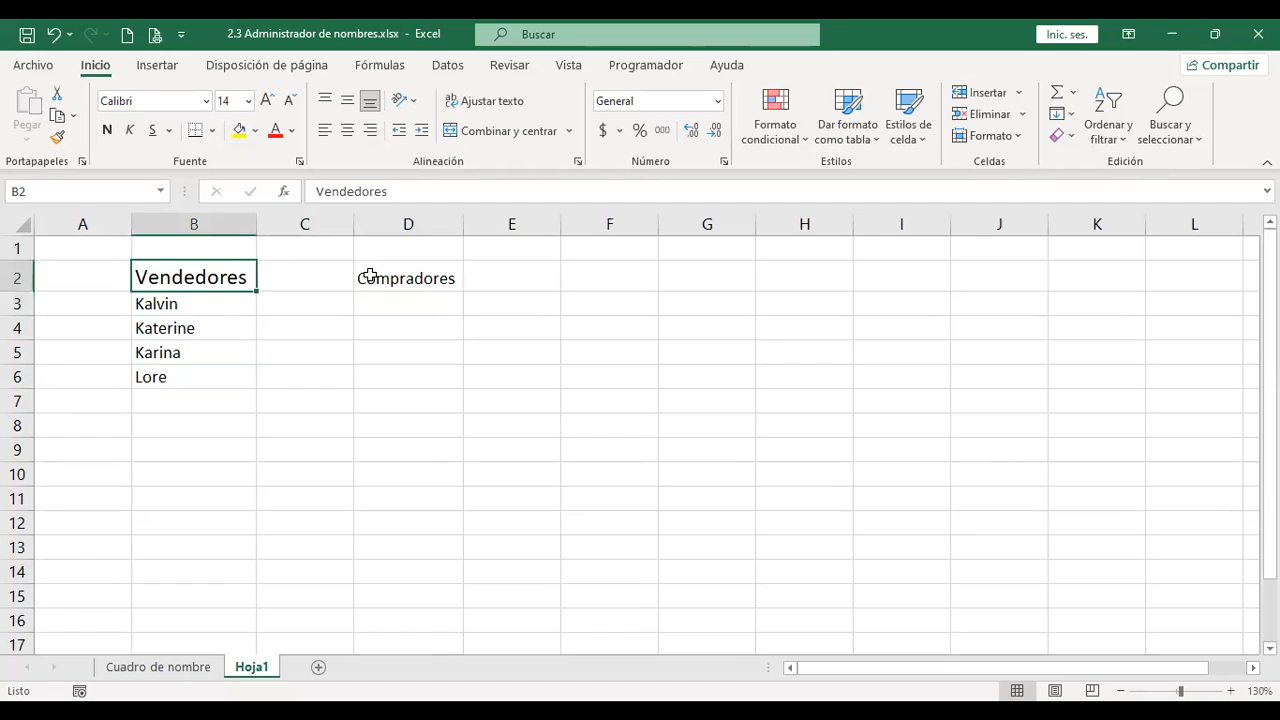 2.3 Administrador de nombres.xlsx - Excel
Buscar
Inic. ses.
Archivo Inicio Insertar Disposición de página Fórmulas Datos Revisar Vista Programador Ayuda
Compartir
Pegar
Calibri 14
N K S
Ajustar texto
Combinar y centrar
General
$ % 000
Formato condicional
Dar formato como tabla
Estilos de celda
Insertar
Eliminar
Formato
Ordenar y filtrar
Buscar y seleccionar
Portapapeles Fuente Alineación Número Estilos Celdas Edición
B2 fx Vendedores
A B C D E F G H I J K L
1
2 Vendedores Compradores
3 Kalvin
4 Katerine
5 Karina
6 Lore
7
8
9
10
11
12
13
14
15
16
17
Cuadro de nombre Hoja1
Listo 130%